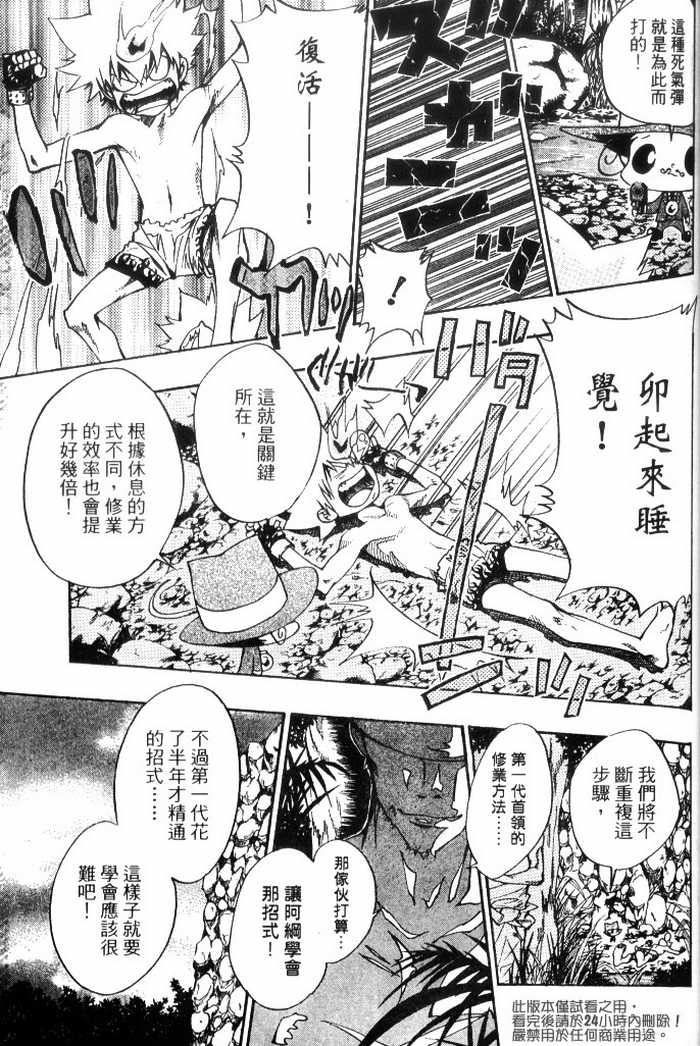 這種死氣彈
就是為此而
打的！
ズ
ガ
ン
復
活
———！
！
卯起來睡
覺！
這就是關鍵
所在，
根據休息的方
式不同，修業
的效率也會提
升好幾倍！
我們將不
斷重複這
步驟，
第一代首領的
修業方法……
那傢伙打算…
讓阿綱學會
那招式！
不過第一代花
了半年才精通
的招式……
這樣子就要
學會應該很
難吧！
此版本僅試看之用，
看完後請於24小時內刪除！
嚴禁用於任何商業用途。